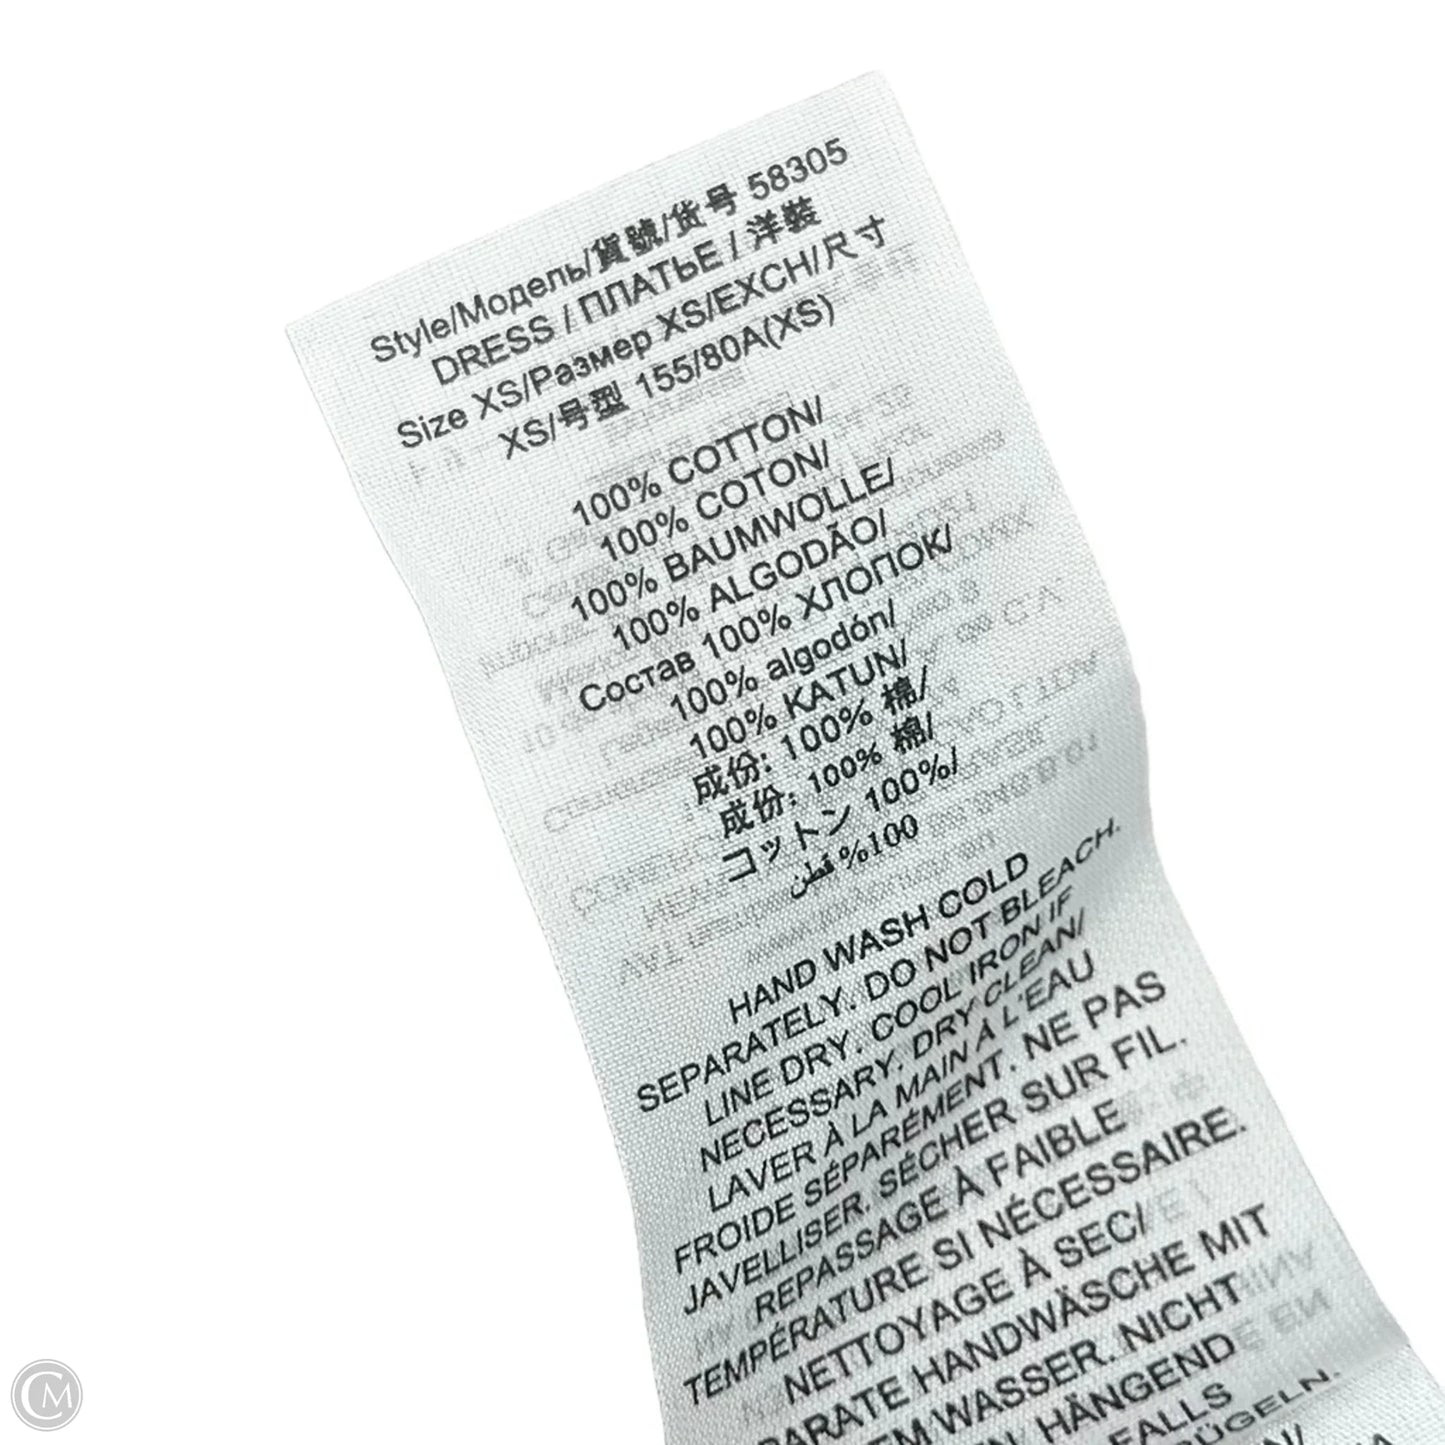 Style/Модель/貨號/货号 58305
DRESS / ПЛАТЬЕ / 洋裝
Size XS/Размер XS/EXCH/尺寸
XS/号型 155/80A(XS)
100% COTTON/
100% COTON/
100% BAUMWOLLE/
100% ALGODÃO/
Состав 100% ХЛОПОК/
100% algodón/
100% KATUN/
成份: 100% 棉/
成份: 100% 棉/
コットン 100%/
100% قطن
HAND WASH COLD
SEPARATELY. DO NOT BLEACH.
LINE DRY. COOL IRON IF
NECESSARY. DRY CLEAN/
LAVER À LA MAIN À L'EAU
FROIDE SÉPARÉMENT. NE PAS
JAVELLISER. SÉCHER SUR FIL.
REPASSAGE À FAIBLE
TEMPÉRATURE SI NÉCESSAIRE.
NETTOYAGE À SEC/
PARATE HANDWÄSCHE MIT
EM WASSER. NICHT
HÄNGEND
FALLS
ÜGELN.
CM